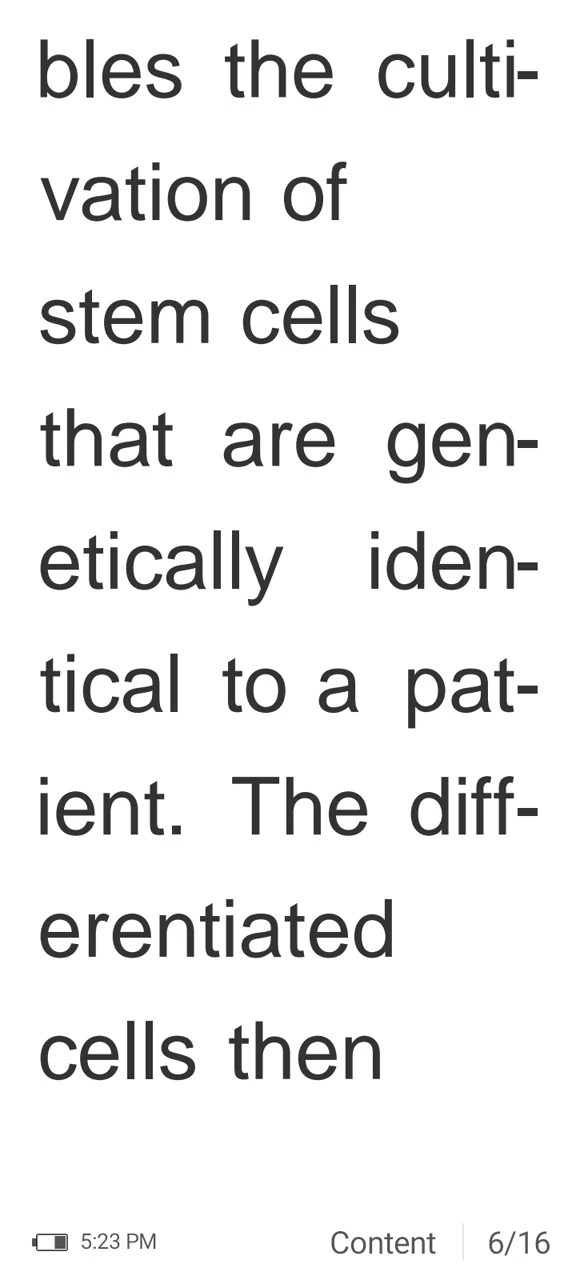 bles the culti-
vation of
stem cells
that are gen-
etically iden-
tical to a pat-
ient. The diff-
erentiated
cells then
5:23 PM Content 6/16